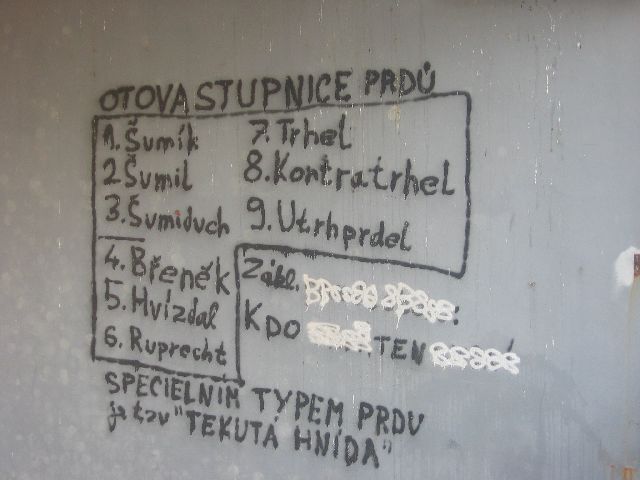 OTOVA STUPNICE PRDŮ
1. Šumík
2 Šumil
3. Šumiduch
4. Břeněk
5. Hvízdal
6. Ruprecht
7. Trhel
8. Kontratrhel
9. Utrhprdel
Zákl. :
KDO TEN
SPECIELNIM TYPEM PRDU
je tzv "TEKUTÁ HNÍDA"